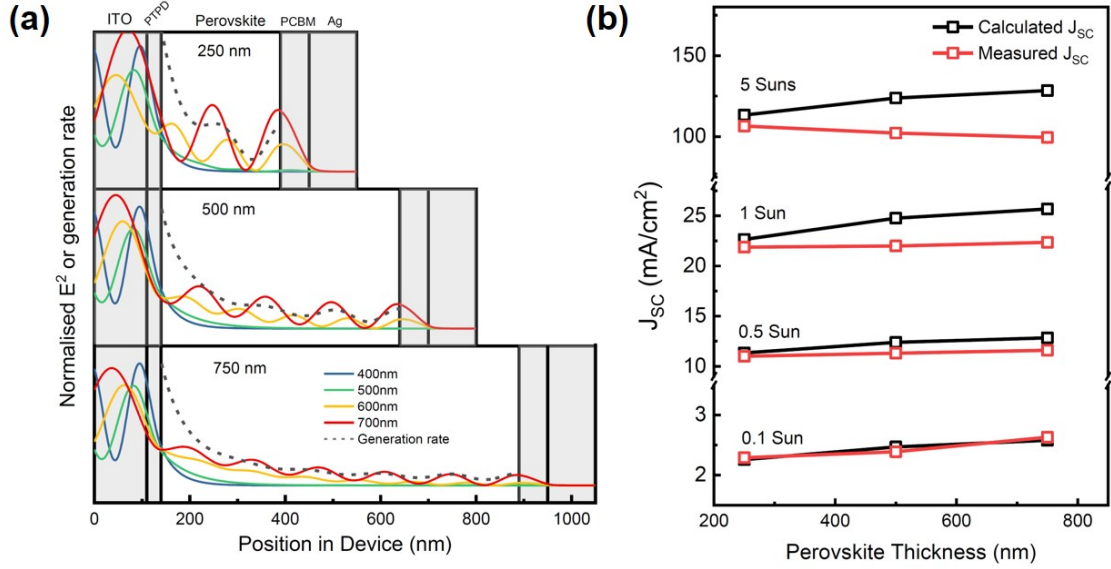 (a)
ITO
PTPD
Perovskite
PCBM
Ag
250 nm
500 nm
750 nm
400nm
500nm
600nm
700nm
Generation rate
Normalised E² or generation rate
0 200 400 600 800 1000
Position in Device (nm)
(b)
Calculated J_SC
Measured J_SC
5 Suns
1 Sun
0.5 Sun
0.1 Sun
150
100
25
20
15
10
3
2
J_SC (mA/cm²)
200 400 600 800
Perovskite Thickness (nm)